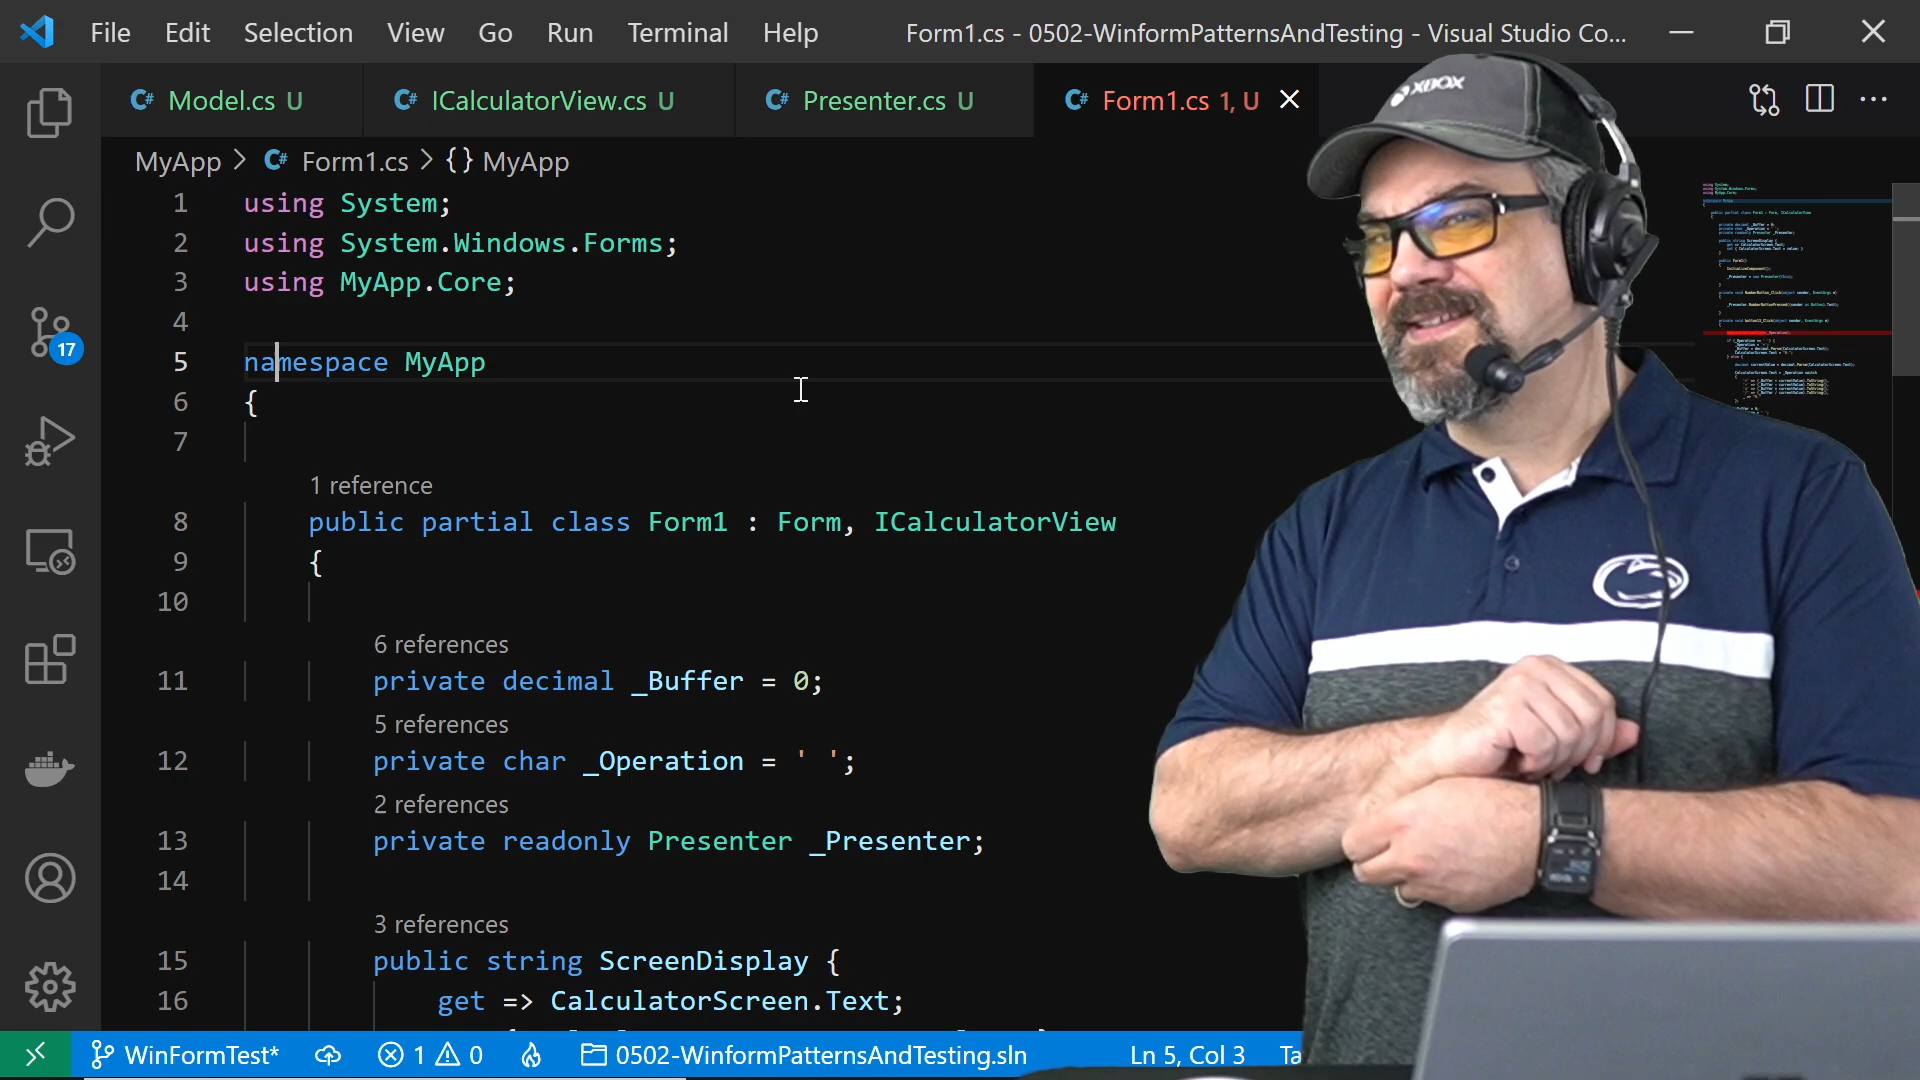 File Edit Selection View Go Run Terminal Help Form1.cs - 0502-WinformPatternsAndTesting - Visual Studio Co...
C# Model.cs U C# ICalculatorView.cs U C# Presenter.cs U C# Form1.cs 1, U
MyApp > C# Form1.cs > {} MyApp
1 using System;
2 using System.Windows.Forms;
3 using MyApp.Core;
4
5 namespace MyApp
6 {
7
1 reference
8 public partial class Form1 : Form, ICalculatorView
9 {
10
6 references
11 private decimal _Buffer = 0;
5 references
12 private char _Operation = ' ';
2 references
13 private readonly Presenter _Presenter;
14
3 references
15 public string ScreenDisplay {
16 get => CalculatorScreen.Text;
17
WinFormTest* 1 0 0502-WinformPatternsAndTesting.sln Ln 5, Col 3 Ta
XBOX